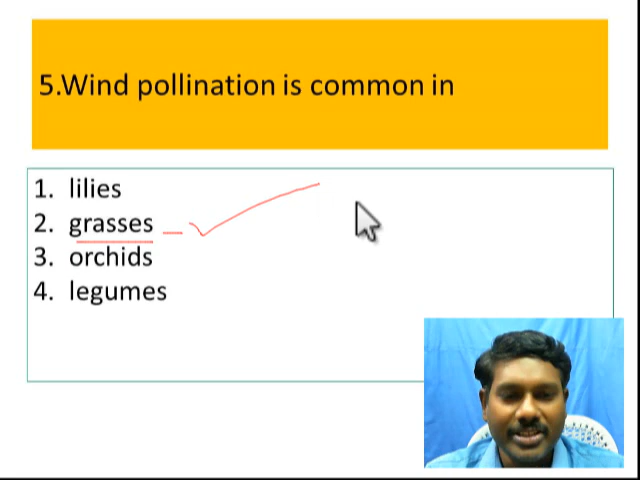 5.Wind pollination is common in
1. lilies
2. grasses
3. orchids
4. legumes